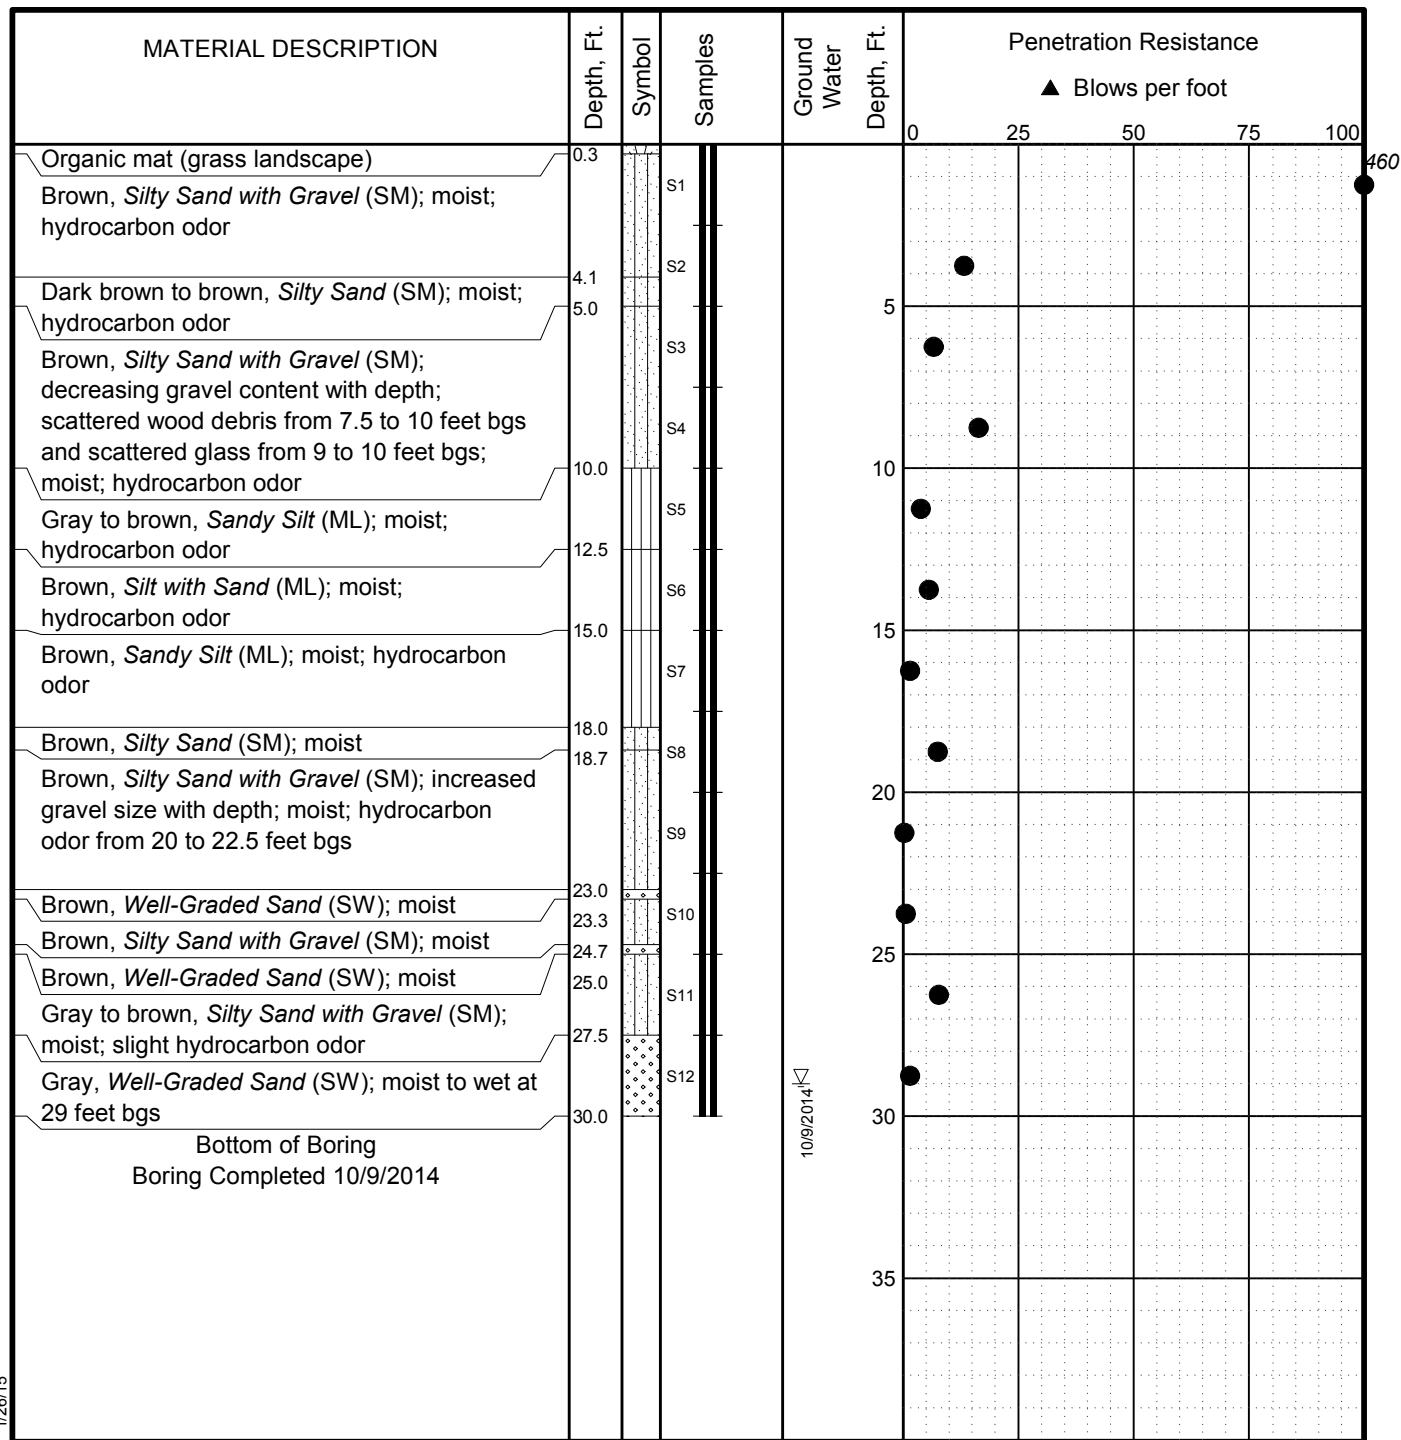 MATERIAL DESCRIPTION
Depth, Ft.
Symbol
Samples
Ground
Water
Depth, Ft.
Penetration Resistance
▲ Blows per foot
0 25 50 75 100
460
Organic mat (grass landscape)
0.3
Brown, Silty Sand with Gravel (SM); moist;
hydrocarbon odor
S1
S2
4.1
Dark brown to brown, Silty Sand (SM); moist;
hydrocarbon odor
5.0
5
Brown, Silty Sand with Gravel (SM);
decreasing gravel content with depth;
scattered wood debris from 7.5 to 10 feet bgs
and scattered glass from 9 to 10 feet bgs;
moist; hydrocarbon odor
S3
S4
10.0
10
Gray to brown, Sandy Silt (ML); moist;
hydrocarbon odor
S5
12.5
Brown, Silt with Sand (ML); moist;
hydrocarbon odor
S6
15.0
15
Brown, Sandy Silt (ML); moist; hydrocarbon
odor
S7
18.0
Brown, Silty Sand (SM); moist
18.7
S8
Brown, Silty Sand with Gravel (SM); increased
gravel size with depth; moist; hydrocarbon
odor from 20 to 22.5 feet bgs
20
S9
23.0
Brown, Well-Graded Sand (SW); moist
23.3
S10
Brown, Silty Sand with Gravel (SM); moist
24.7
Brown, Well-Graded Sand (SW); moist
25.0
25
Gray to brown, Silty Sand with Gravel (SM);
moist; slight hydrocarbon odor
S11
27.5
Gray, Well-Graded Sand (SW); moist to wet at
29 feet bgs
S12
10/9/2014
30.0
30
Bottom of Boring
Boring Completed 10/9/2014
35
1/26/15